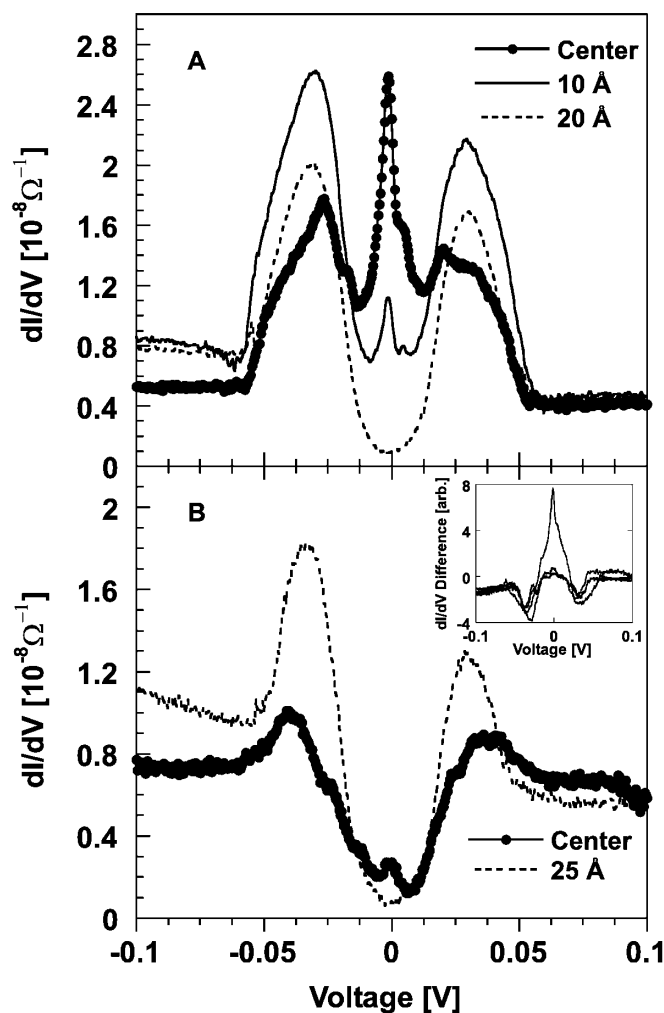 A
Center
10 Å
20 Å
dI/dV [10⁻⁸Ω⁻¹]
2.8
2.4
2
1.6
1.2
0.8
0.4
0
B
Center
25 Å
dI/dV [10⁻⁸Ω⁻¹]
2
1.6
1.2
0.8
0.4
0
-0.1
-0.05
0
0.05
0.1
Voltage [V]
dI/dV Difference [arb.]
8
4
0
-4
-0.1
0
0.1
Voltage [V]